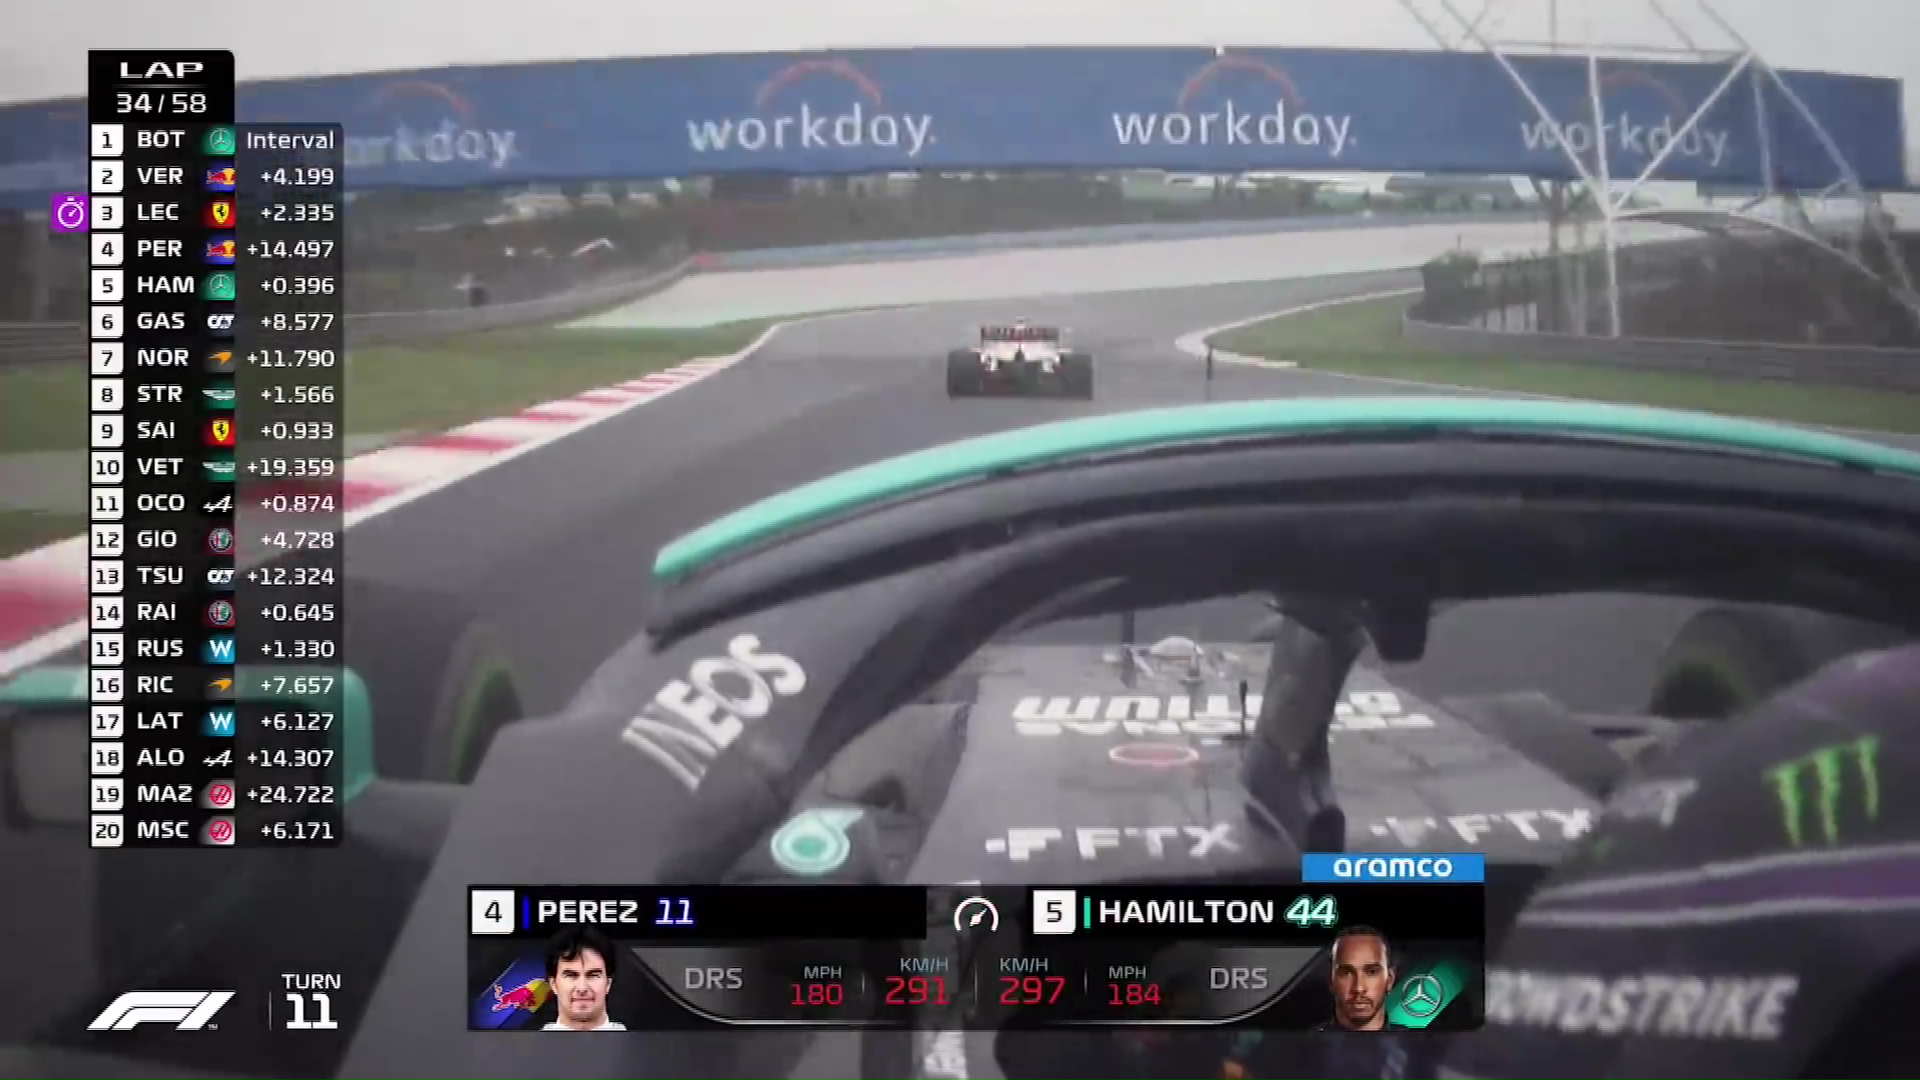 LAP
34/58
1 BOT Interval
2 VER +4.199
3 LEC +2.335
4 PER +14.497
5 HAM +0.396
6 GAS +8.577
7 NOR +11.790
8 STR +1.566
9 SAI +0.933
10 VET +19.359
11 OCO +0.874
12 GIO +4.728
13 TSU +12.324
14 RAI +0.645
15 RUS +1.330
16 RIC +7.657
17 LAT +6.127
18 ALO +14.307
19 MAZ +24.722
20 MSC +6.171
workday.
workday.
workday.
workday.
INEOS
FTX
FTX
aramco
4 PEREZ 11
5 HAMILTON 44
DRS MPH 180 KM/H 291
KM/H 297 MPH 184 DRS
F1
TURN
11